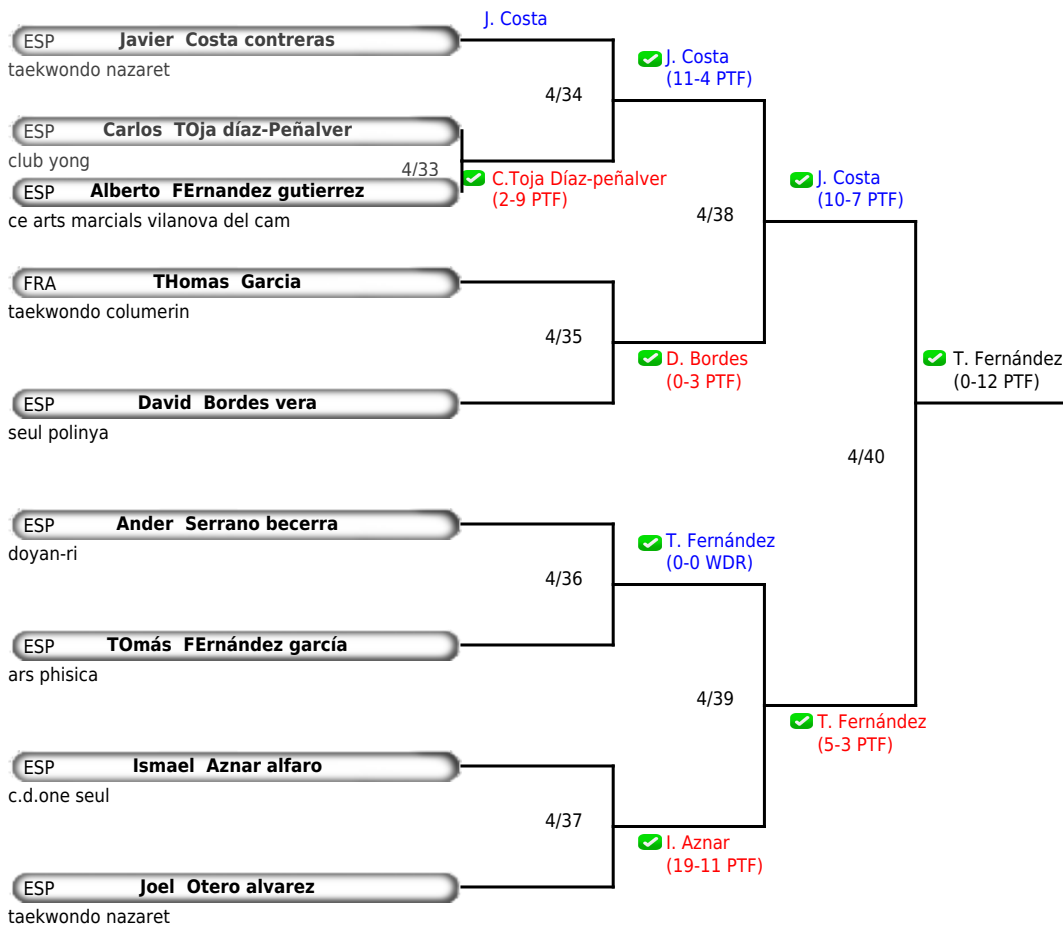 J. Costa
ESP Javier Costa contreras
taekwondo nazaret
J. Costa
(11-4 PTF)
4/34
ESP Carlos TOja díaz-Peñalver
club yong
4/33
C.Toja Díaz-peñalver
(2-9 PTF)
ESP Alberto FErnandez gutierrez
ce arts marcials vilanova del cam
J. Costa
(10-7 PTF)
4/38
FRA THomas Garcia
taekwondo columerin
4/35
D. Bordes
(0-3 PTF)
T. Fernández
(0-12 PTF)
ESP David Bordes vera
seul polinya
4/40
ESP Ander Serrano becerra
doyan-ri
T. Fernández
(0-0 WDR)
4/36
ESP TOmás FErnández garcía
ars phisica
4/39
T. Fernández
(5-3 PTF)
ESP Ismael Aznar alfaro
c.d.one seul
4/37
I. Aznar
(19-11 PTF)
ESP Joel Otero alvarez
taekwondo nazaret